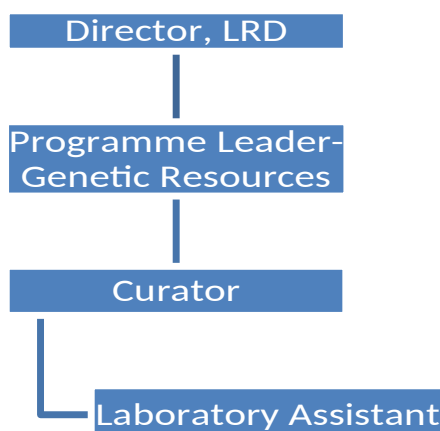 Director, LRD
Programme Leader-
Genetic Resources
Curator
Laboratory Assistant